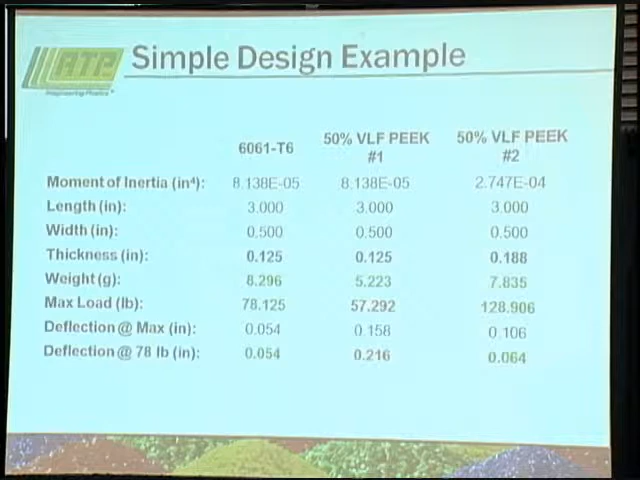 RTP
Engineering Plastics
Simple Design Example
6061-T6 50% VLF PEEK #1 50% VLF PEEK #2
Moment of Inertia (in⁴): 8.138E-05 8.138E-05 2.747E-04
Length (in): 3.000 3.000 3.000
Width (in): 0.500 0.500 0.500
Thickness (in): 0.125 0.125 0.188
Weight (g): 8.296 5.223 7.835
Max Load (lb): 78.125 57.292 128.906
Deflection @ Max (in): 0.054 0.158 0.106
Deflection @ 78 lb (in): 0.054 0.216 0.064